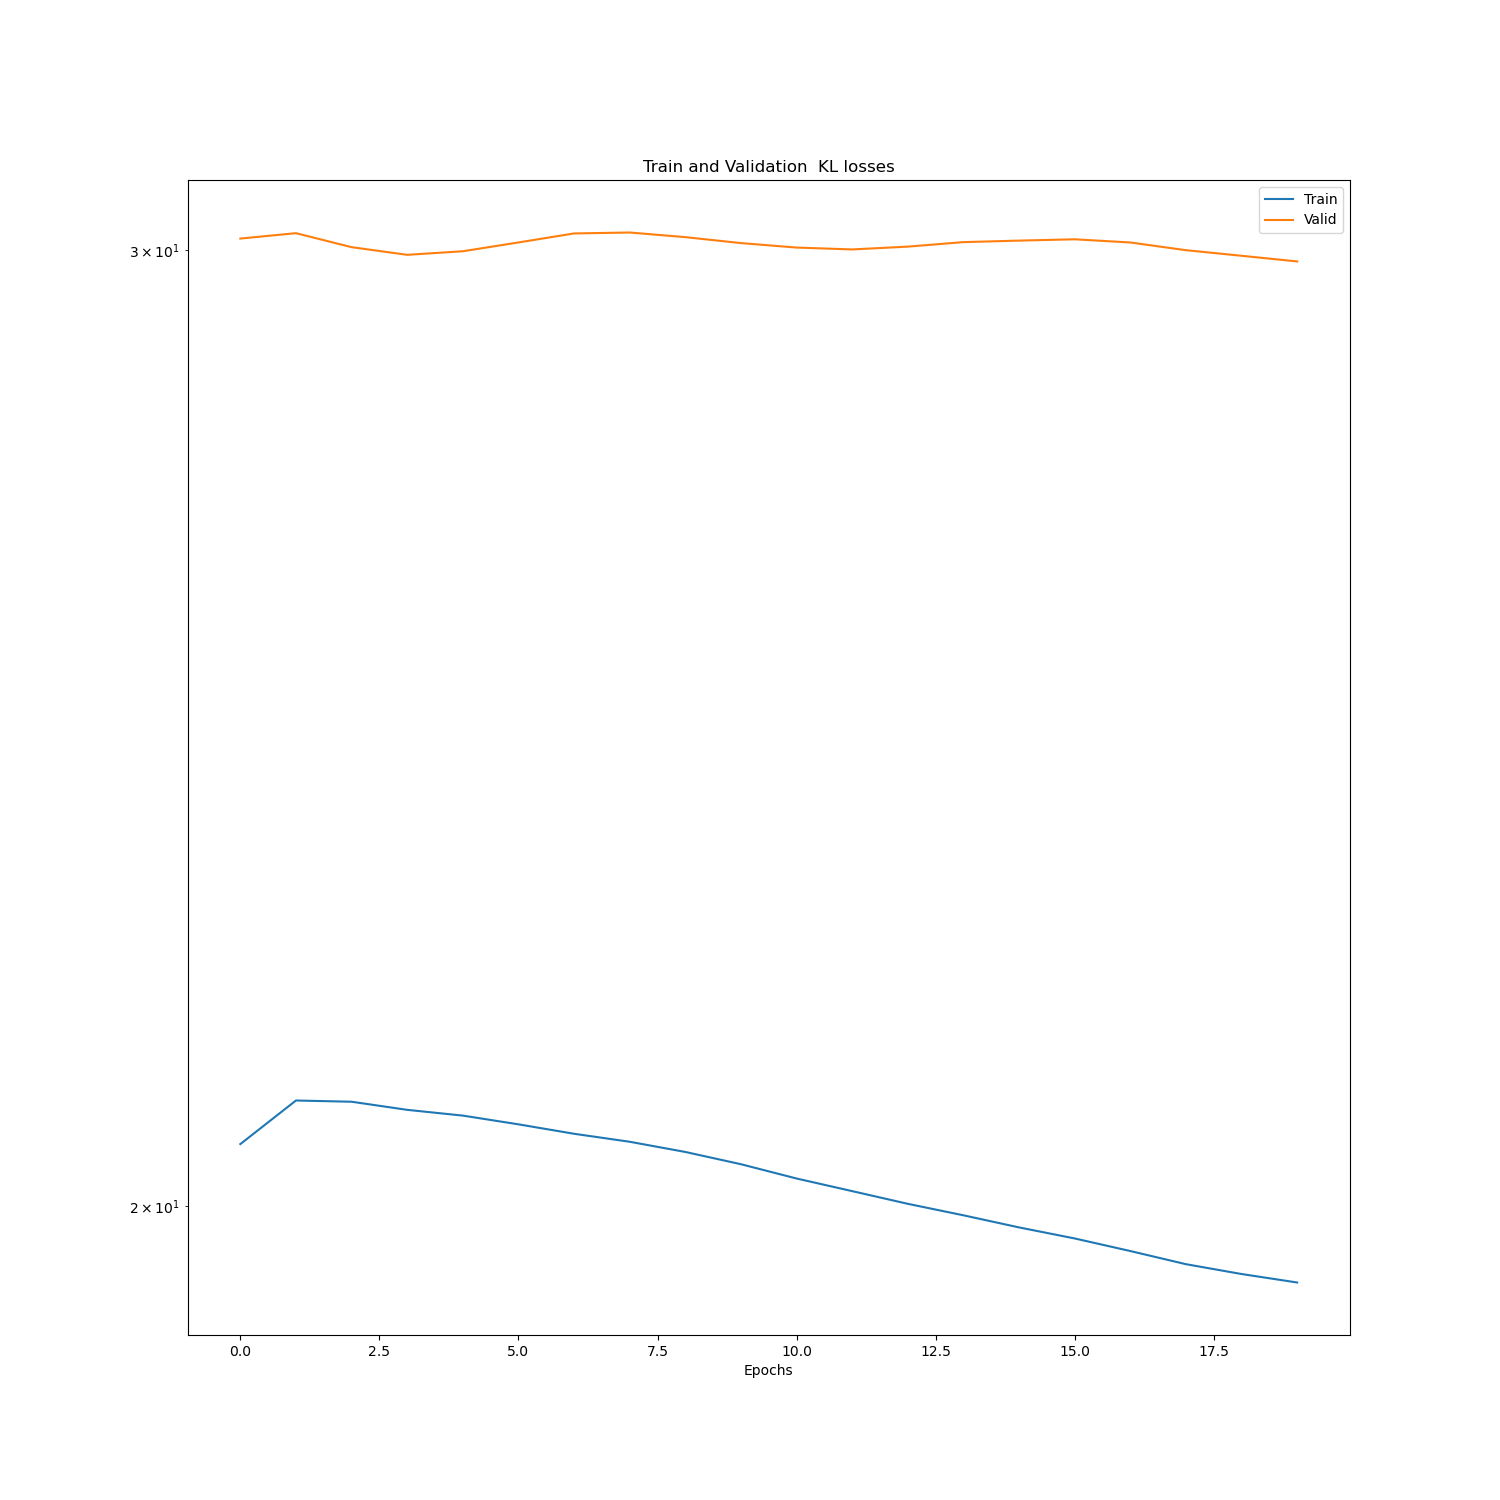 Train and Validation  KL losses
Train
Valid
3 × 10¹
2 × 10¹
0.0 2.5 5.0 7.5 10.0 12.5 15.0 17.5
Epochs